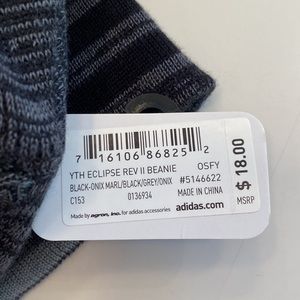 7 16106 86825 2
YTH ECLIPSE REV II BEANIE OSFY
BLACK-ONIX MARL/BLACK/GREY/ONIX #5146622
C153 0136934 MADE IN CHINA
Made by agron, inc. for adidas accessories adidas.com
$ 18.00
MSRP